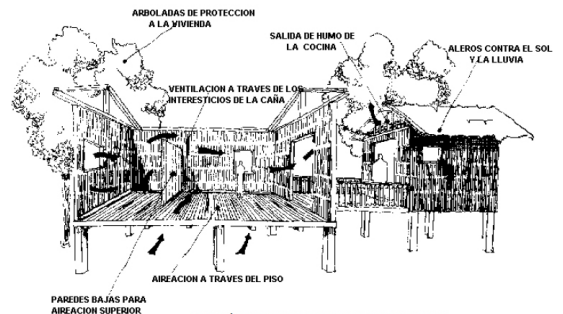 ARBOLADAS DE PROTECCION
A LA VIVIENDA
SALIDA DE HUMO DE
LA COCINA
ALEROS CONTRA EL SOL
Y LA LLUVIA
VENTILACION A TRAVES DE LOS
INTERESTICIOS DE LA CAÑA
AIREACION A TRAVES DEL PISO
PAREDES BAJAS PARA
AIREACION SUPERIOR